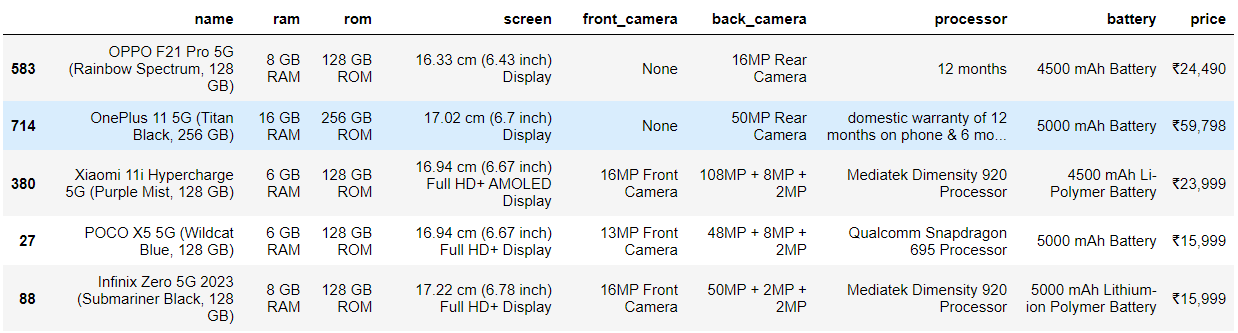 name ram rom screen front_camera back_camera processor battery price
583 OPPO F21 Pro 5G (Rainbow Spectrum, 128 GB) 8 GB RAM 128 GB ROM 16.33 cm (6.43 inch) Display None 16MP Rear Camera 12 months 4500 mAh Battery ₹24,490
714 OnePlus 11 5G (Titan Black, 256 GB) 16 GB RAM 256 GB ROM 17.02 cm (6.7 inch) Display None 50MP Rear Camera domestic warranty of 12 months on phone & 6 mo... 5000 mAh Battery ₹59,798
380 Xiaomi 11i Hypercharge 5G (Purple Mist, 128 GB) 6 GB RAM 128 GB ROM 16.94 cm (6.67 inch) Full HD+ AMOLED Display 16MP Front Camera 108MP + 8MP + 2MP Mediatek Dimensity 920 Processor 4500 mAh Li-Polymer Battery ₹23,999
27 POCO X5 5G (Wildcat Blue, 128 GB) 6 GB RAM 128 GB ROM 16.94 cm (6.67 inch) Full HD+ Display 13MP Front Camera 48MP + 8MP + 2MP Qualcomm Snapdragon 695 Processor 5000 mAh Battery ₹15,999
88 Infinix Zero 5G 2023 (Submariner Black, 128 GB) 8 GB RAM 128 GB ROM 17.22 cm (6.78 inch) Full HD+ Display 16MP Front Camera 50MP + 2MP + 2MP Mediatek Dimensity 920 Processor 5000 mAh Lithium-ion Polymer Battery ₹15,999